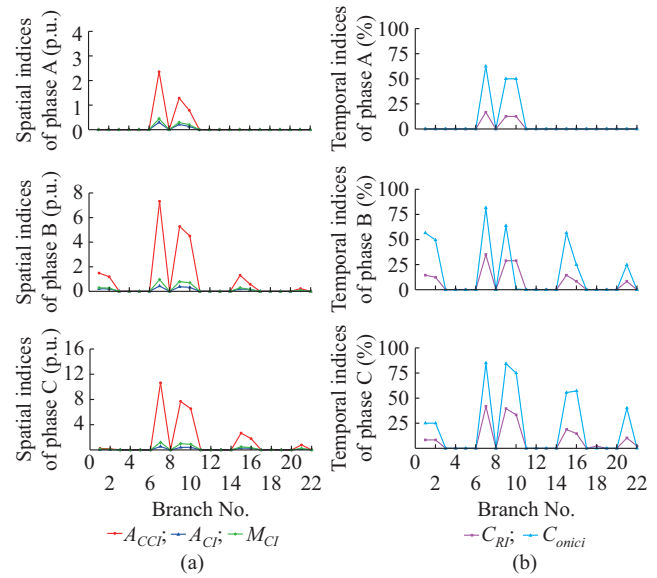 Spatial indices
of phase A (p.u.)
4
3
2
1
0
Spatial indices
of phase B (p.u.)
8
6
4
2
0
Spatial indices
of phase C (p.u.)
16
12
8
4
0 4 8 12 16 20
2 6 10 14 18 22
Branch No.
A_CCI; A_CI; M_CI
(a)
Temporal indices
of phase A (%)
100
75
50
25
0
Temporal indices
of phase B (%)
100
75
50
25
0
Temporal indices
of phase C (%)
100
75
50
25
0 4 8 12 16 20
2 6 10 14 18 22
Branch No.
C_RI; C_onici
(b)